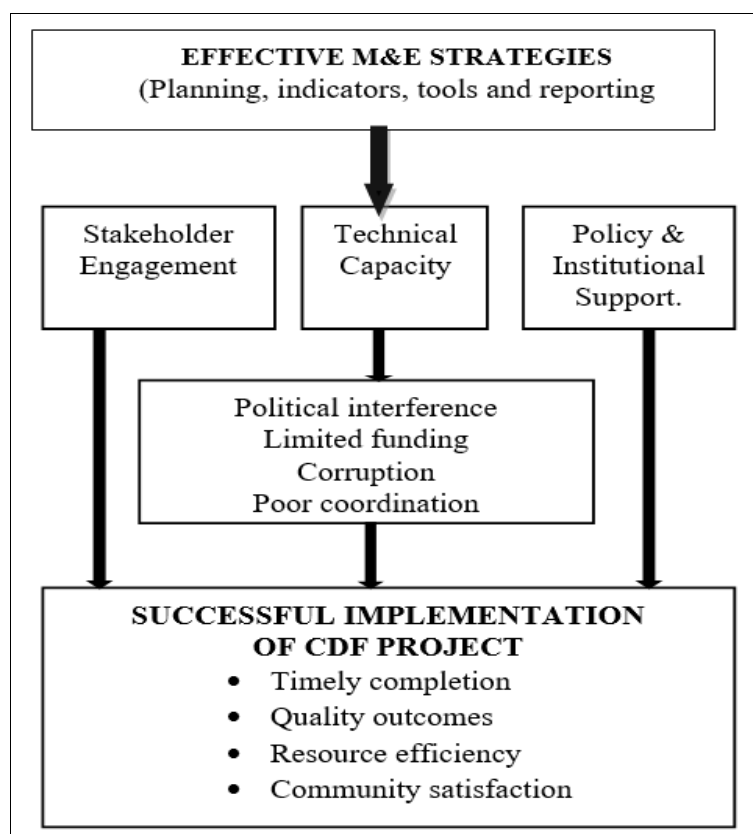 EFFECTIVE M&E STRATEGIES
(Planning, indicators, tools and reporting
Stakeholder
Engagement
Technical
Capacity
Policy &
Institutional
Support.
Political interference
Limited funding
Corruption
Poor coordination
SUCCESSFUL IMPLEMENTATION
OF CDF PROJECT
• Timely completion
• Quality outcomes
• Resource efficiency
• Community satisfaction